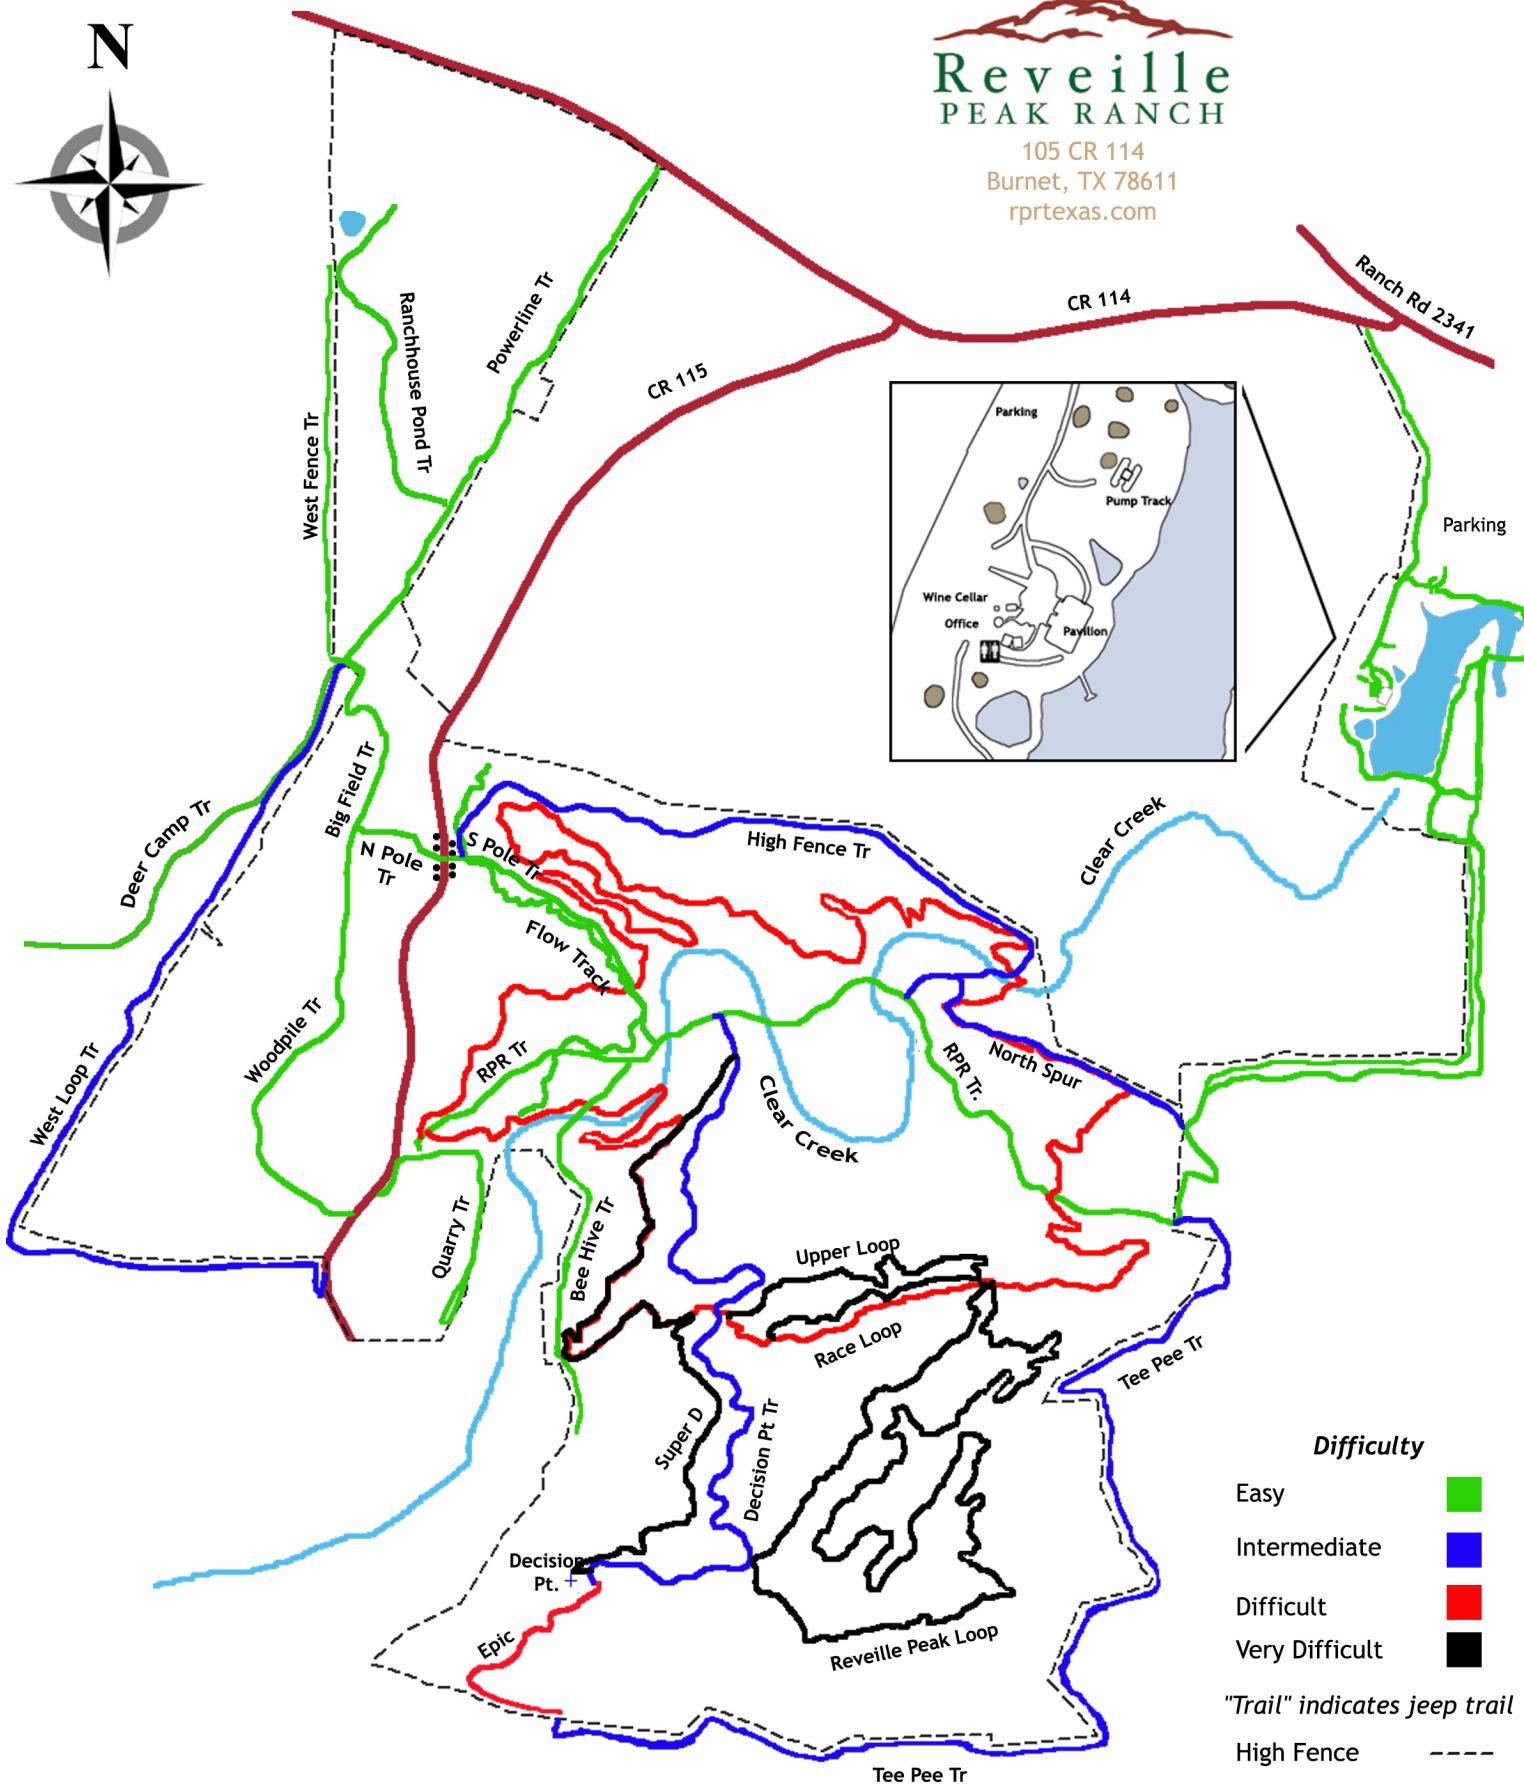 N
Reveille
PEAK RANCH
105 CR 114
Burnet, TX 78611
rprtexas.com
Ranch Rd 2341
CR 114
Powerline Tr
Ranchhouse Pond Tr
CR 115
West Fence Tr
Parking
Parking
Pump Track
Wine Cellar
Office
Pavilion
Big Field Tr
Deer Camp Tr
N Pole
Tr
S Pole Tr
High Fence Tr
Clear Creek
Flow Track
Woodpile Tr
West Loop Tr
RPR Tr
RPR Tr.
North Spur
Clear Creek
Quarry Tr
Bee Hive Tr
Upper Loop
Race Loop
Tee Pee Tr
Super D
Decision Pt Tr
Decision
Pt.
Epic
Reveille Peak Loop
Tee Pee Tr
Difficulty
Easy
Intermediate
Difficult
Very Difficult
"Trail" indicates jeep trail
High Fence